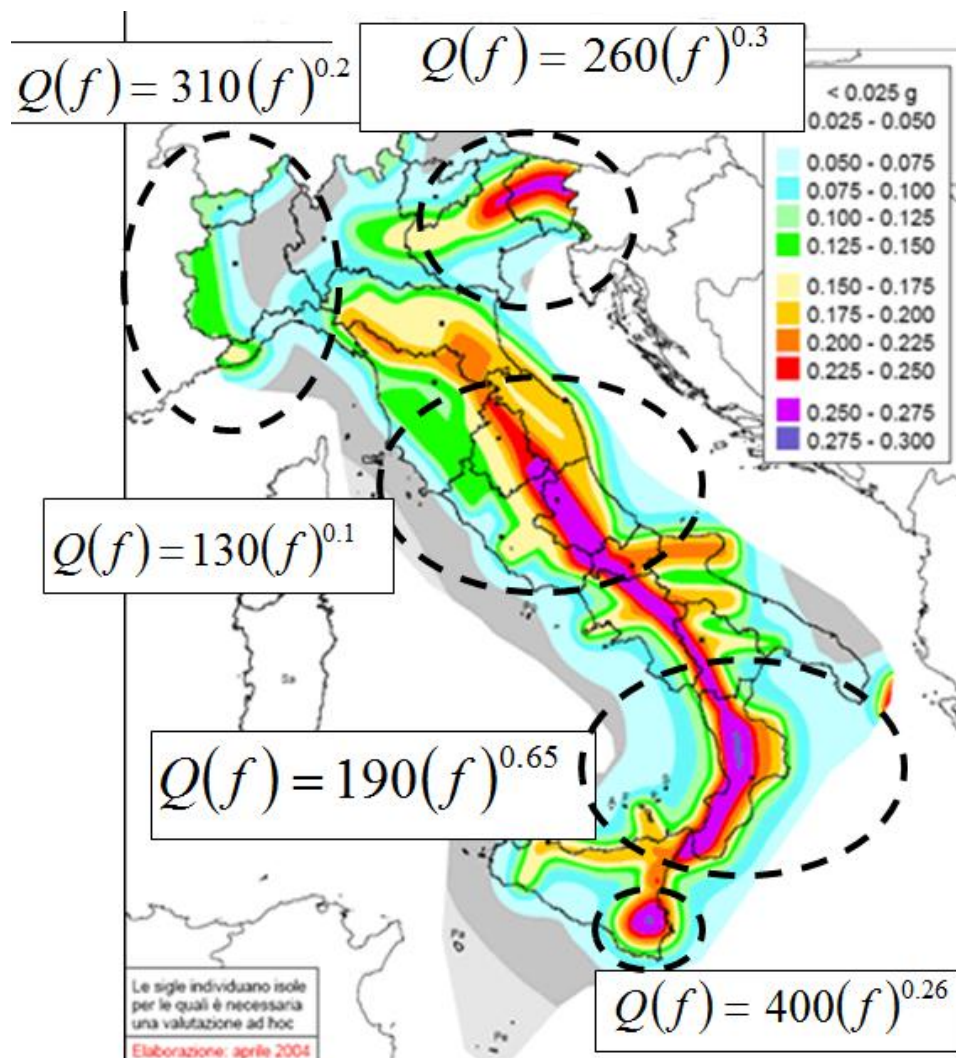 Q(f) = 310(f)^0.2
Q(f) = 260(f)^0.3
< 0.025 g
0.025 - 0.050
0.050 - 0.075
0.075 - 0.100
0.100 - 0.125
0.125 - 0.150
0.150 - 0.175
0.175 - 0.200
0.200 - 0.225
0.225 - 0.250
0.250 - 0.275
0.275 - 0.300
Q(f) = 130(f)^0.1
Q(f) = 190(f)^0.65
Q(f) = 400(f)^0.26
Le sigle individuano isole
per le quali è necessaria
una valutazione ad hoc
Elaborazione: aprile 2004